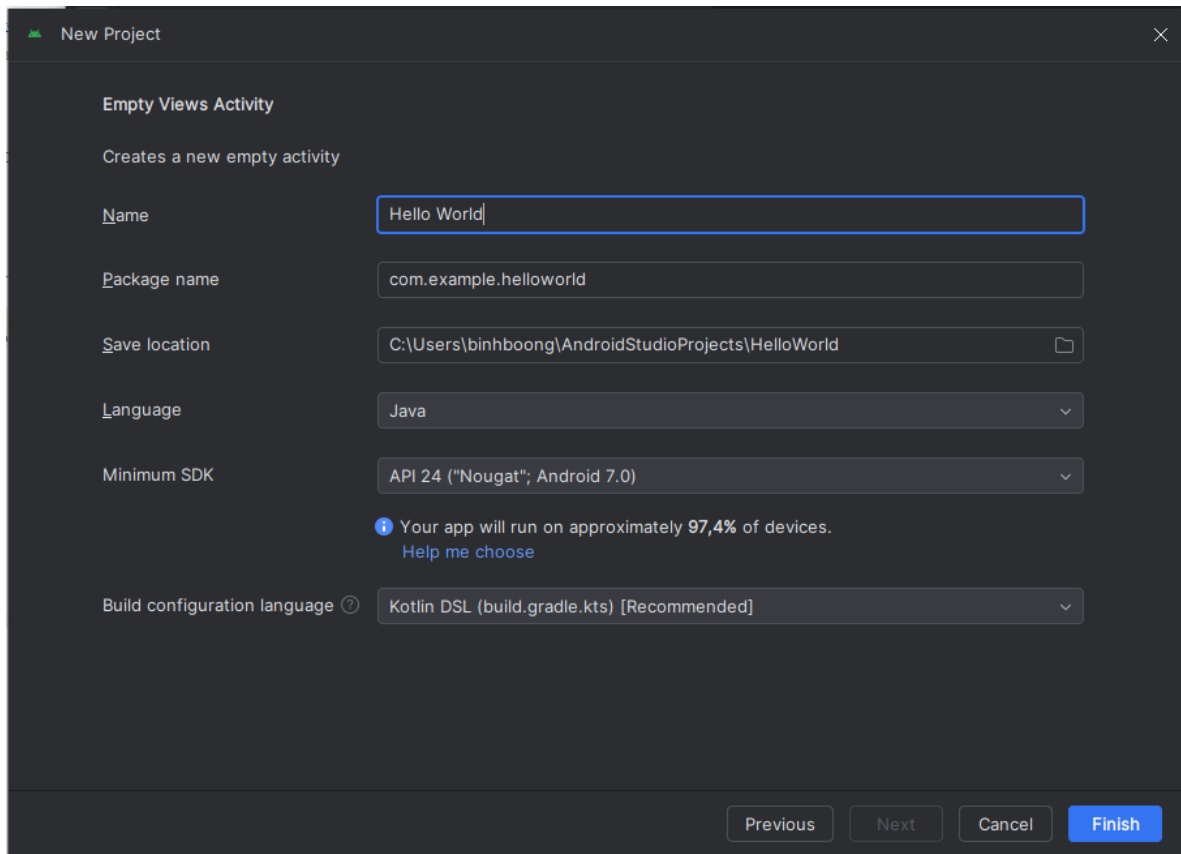 New Project
Empty Views Activity
Creates a new empty activity
Name
Hello World
Package name
com.example.helloworld
Save location
C:\Users\binhboong\AndroidStudioProjects\HelloWorld
Language
Java
Minimum SDK
API 24 ("Nougat"; Android 7.0)
Your app will run on approximately 97,4% of devices.
Help me choose
Build configuration language
Kotlin DSL (build.gradle.kts) [Recommended]
Previous
Next
Cancel
Finish